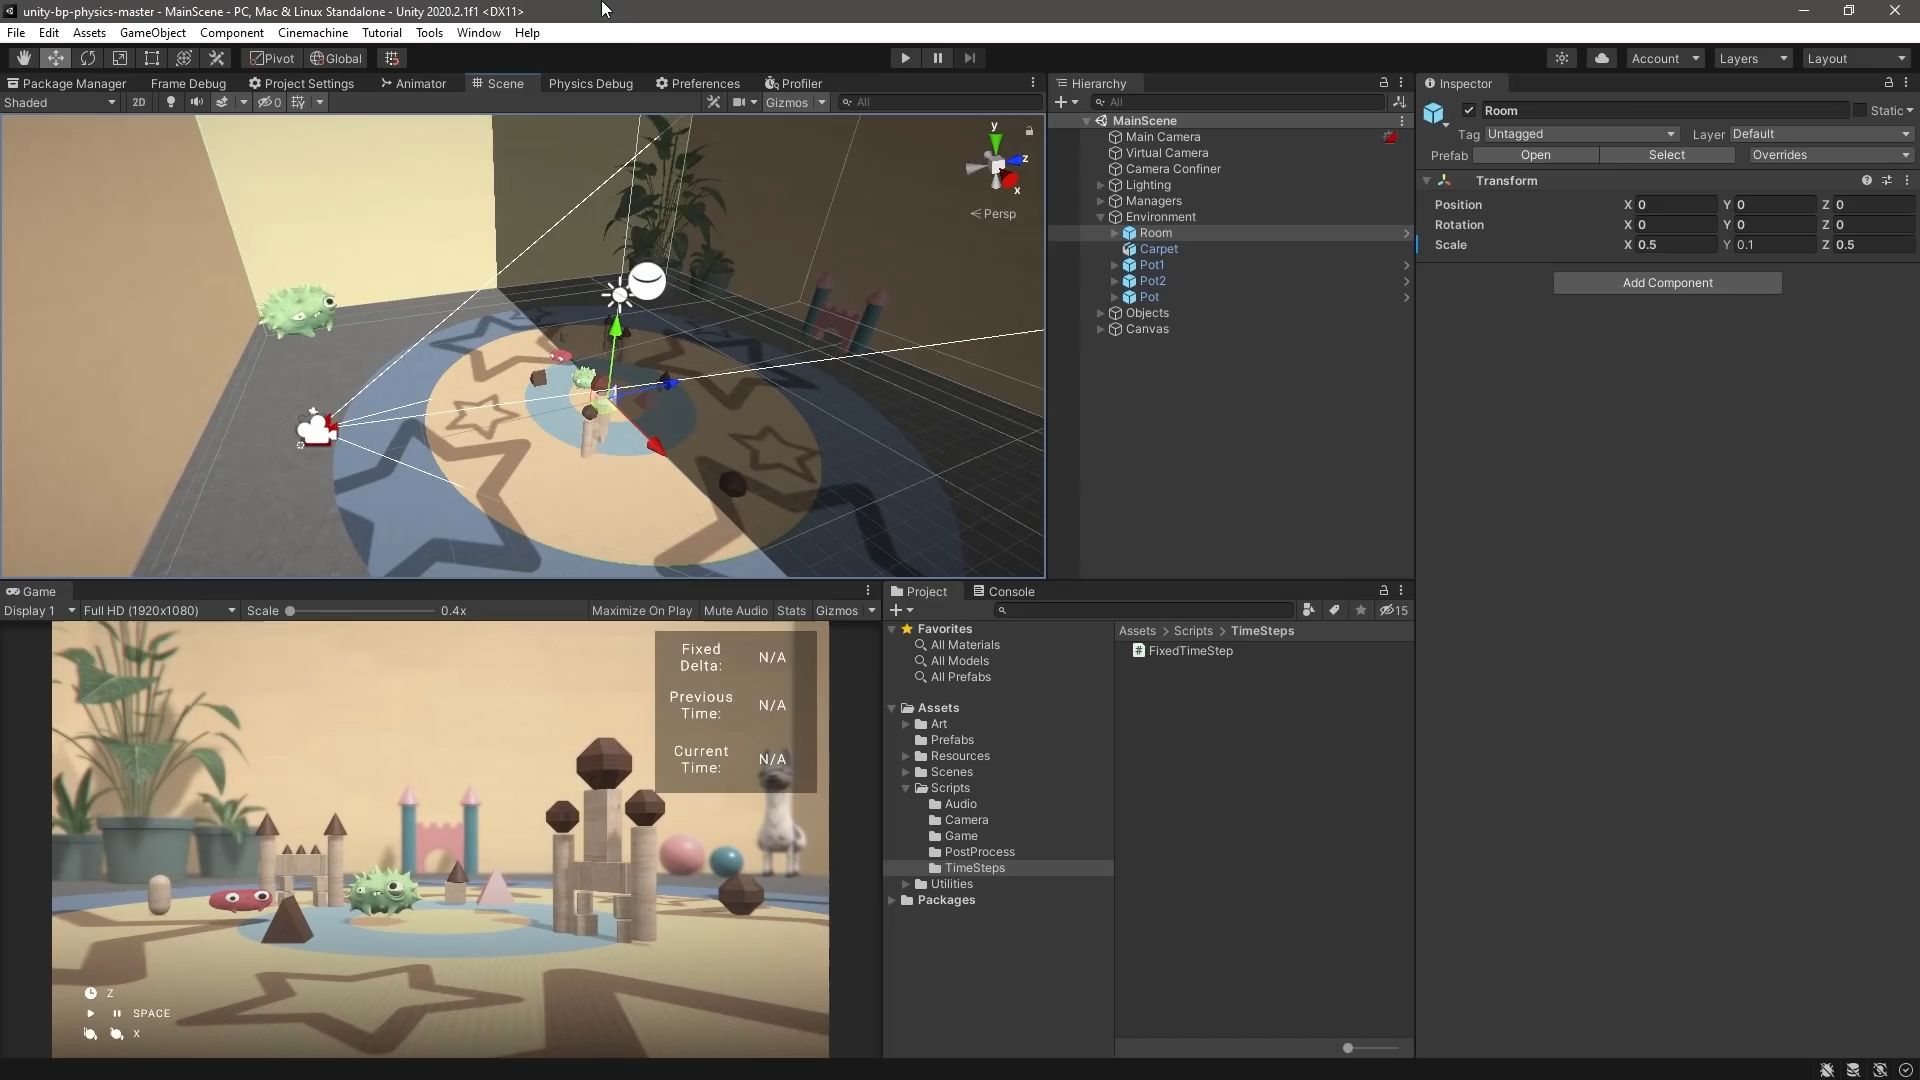 unity-bp-physics-master - MainScene - PC, Mac & Linux Standalone - Unity 2020.2.1f1 <DX11>
File Edit Assets GameObject Component Cinemachine Tutorial Tools Window Help
Pivot Global Account Layers Layout
Package Manager Frame Debug Project Settings Animator Scene Physics Debug Preferences Profiler
Shaded 2D 0 Gizmos All
y
z
x
Persp
Hierarchy
All
MainScene
Main Camera
Virtual Camera
Camera Confiner
Lighting
Managers
Environment
Room
Carpet
Pot1
Pot2
Pot
Objects
Canvas
Inspector
Room Static
Tag Untagged Layer Default
Prefab Open Select Overrides
Transform
Position X 0 Y 0 Z 0
Rotation X 0 Y 0 Z 0
Scale X 0.5 Y 0.1 Z 0.5
Add Component
Game
Display 1 Full HD (1920x1080) Scale 0.4x Maximize On Play Mute Audio Stats Gizmos
Fixed
Delta: N/A
Previous
Time: N/A
Current
Time: N/A
Z
SPACE
X
Project Console
15
Favorites
All Materials
All Models
All Prefabs
Assets
Art
Prefabs
Resources
Scenes
Scripts
Audio
Camera
Game
PostProcess
TimeSteps
Utilities
Packages
Assets > Scripts > TimeSteps
FixedTimeStep